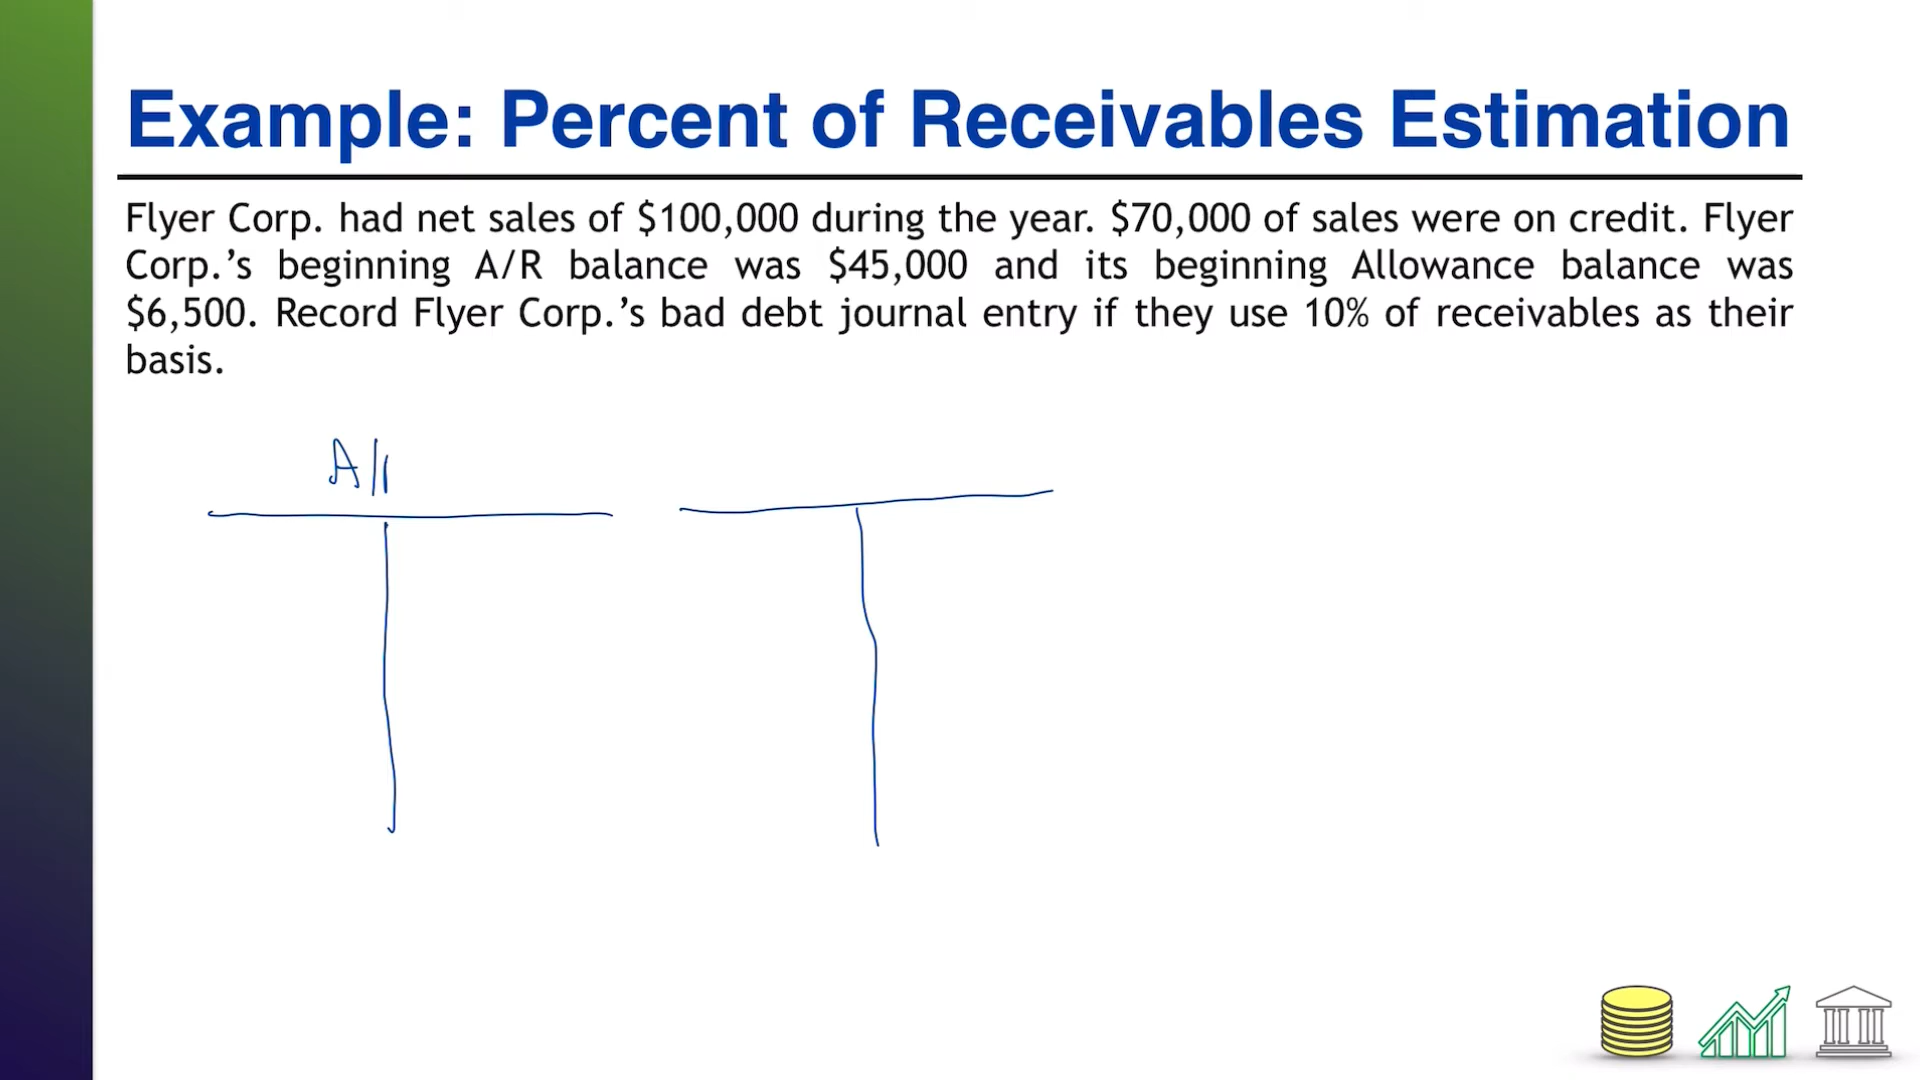 Example: Percent of Receivables Estimation
Flyer Corp. had net sales of $100,000 during the year. $70,000 of sales were on credit. Flyer
Corp.’s beginning A/R balance was $45,000 and its beginning Allowance balance was
$6,500. Record Flyer Corp.’s bad debt journal entry if they use 10% of receivables as their
basis.
A/